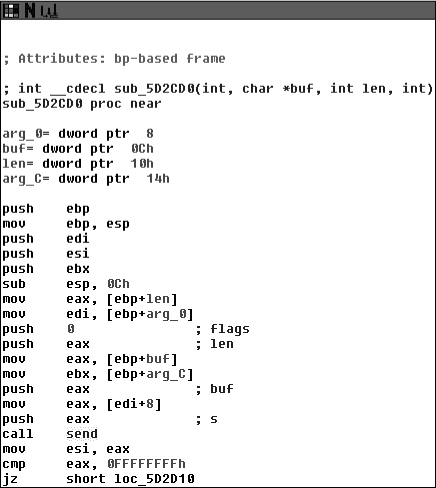 ; Attributes: bp-based frame
; int __cdecl sub_5D2CD0(int, char *buf, int len, int)
sub_5D2CD0 proc near
arg_0= dword ptr 8
buf= dword ptr 0Ch
len= dword ptr 10h
arg_C= dword ptr 14h
push ebp
mov ebp, esp
push edi
push esi
push ebx
sub esp, 0Ch
mov eax, [ebp+len]
mov edi, [ebp+arg_0]
push 0 ; flags
push eax ; len
mov eax, [ebp+buf]
mov ebx, [ebp+arg_C]
push eax ; buf
mov eax, [edi+8]
push eax ; s
call send
mov esi, eax
cmp eax, 0FFFFFFFFh
jz short loc_5D2D10